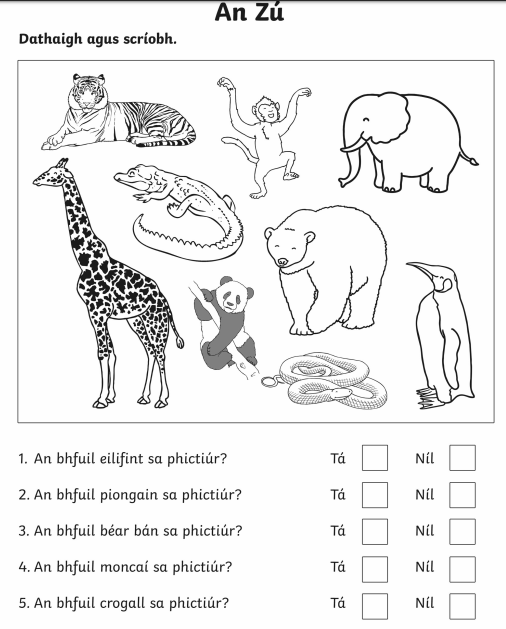 An Zú
Dathaigh agus scríobh.
1. An bhfuil eilifint sa phictiúr? Tá Níl
2. An bhfuil piongain sa phictiúr? Tá Níl
3. An bhfuil béar bán sa phictiúr? Tá Níl
4. An bhfuil moncaí sa phictiúr? Tá Níl
5. An bhfuil crogall sa phictiúr? Tá Níl